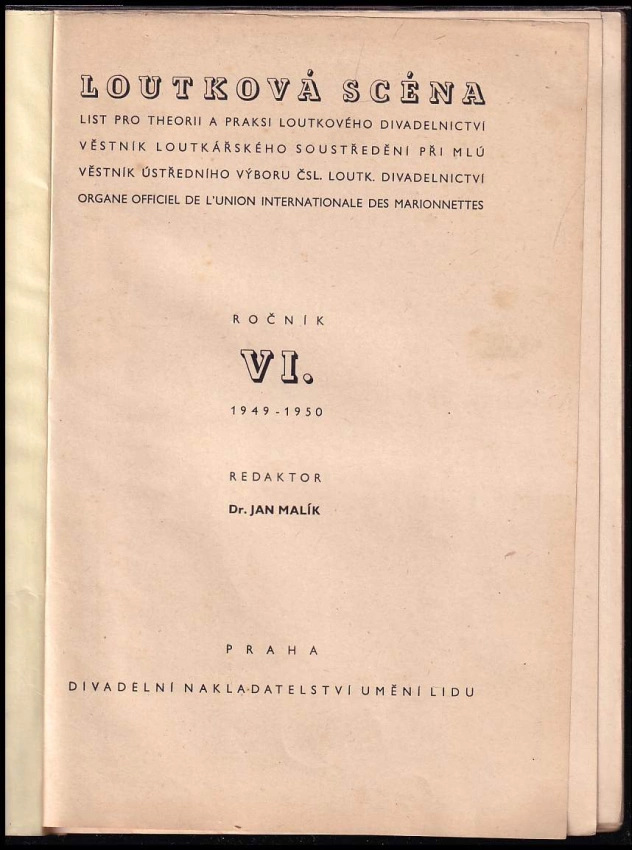 LOUTKOVÁ SCÉNA
LIST PRO THEORII A PRAKSI LOUTKOVÉHO DIVADELNICTVÍ
VĚSTNÍK LOUTKÁŘSKÉHO SOUSTŘEDĚNÍ PŘI MLÚ
VĚSTNÍK ÚSTŘEDNÍHO VÝBORU ČSL. LOUTK. DIVADELNICTVÍ
ORGANE OFFICIEL DE L'UNION INTERNATIONALE DES MARIONNETTES
ROČNÍK
VI.
1949-1950
REDAKTOR
Dr. JAN MALÍK
PRAHA
DIVADELNÍ NAKLADATELSTVÍ UMĚNÍ LIDU